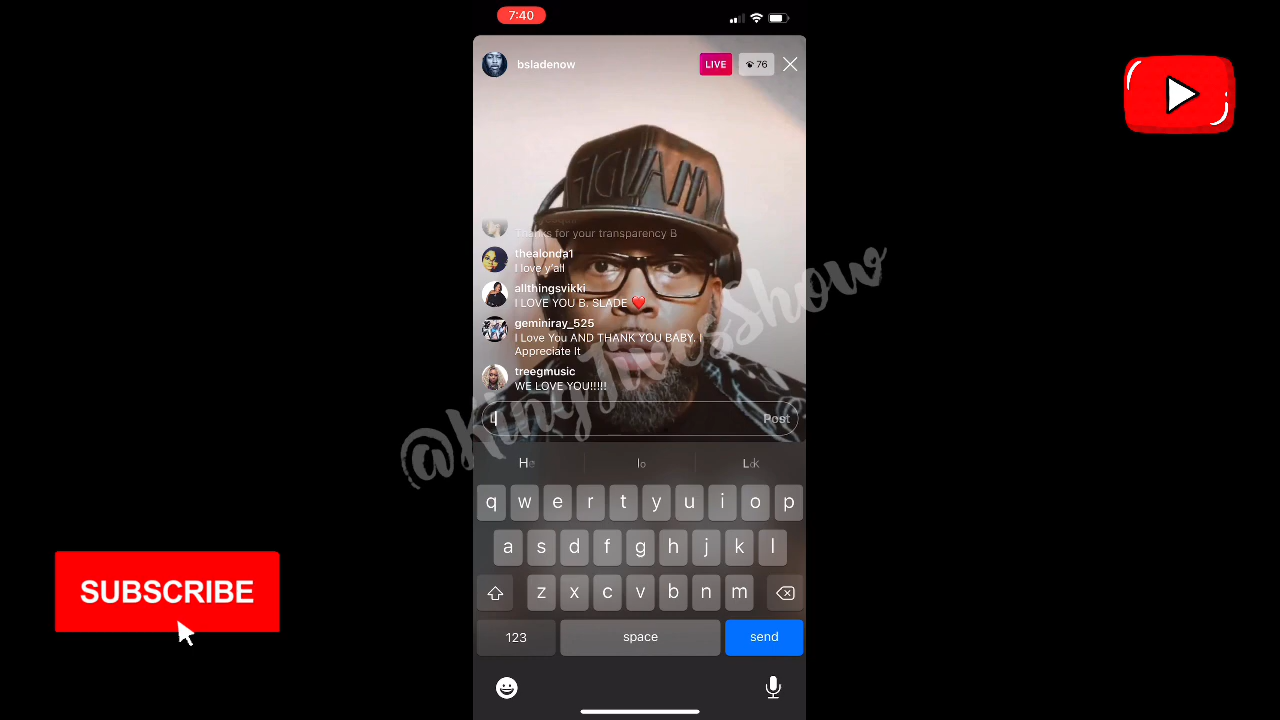 7:40
bsladenow
LIVE
76
Thanks for your transparency B
thealonda1
I love y'all
allthingsvikki
I LOVE YOU B. SLADE ❤️
geminiray_525
I Love You AND THANK YOU BABY. I
Appreciate It
treegmusic
WE LOVE YOU!!!!!
L
Post
@KingJivesShow
q w e r t y u i o p
a s d f g h j k l
z x c v b n m
123 space send
SUBSCRIBE